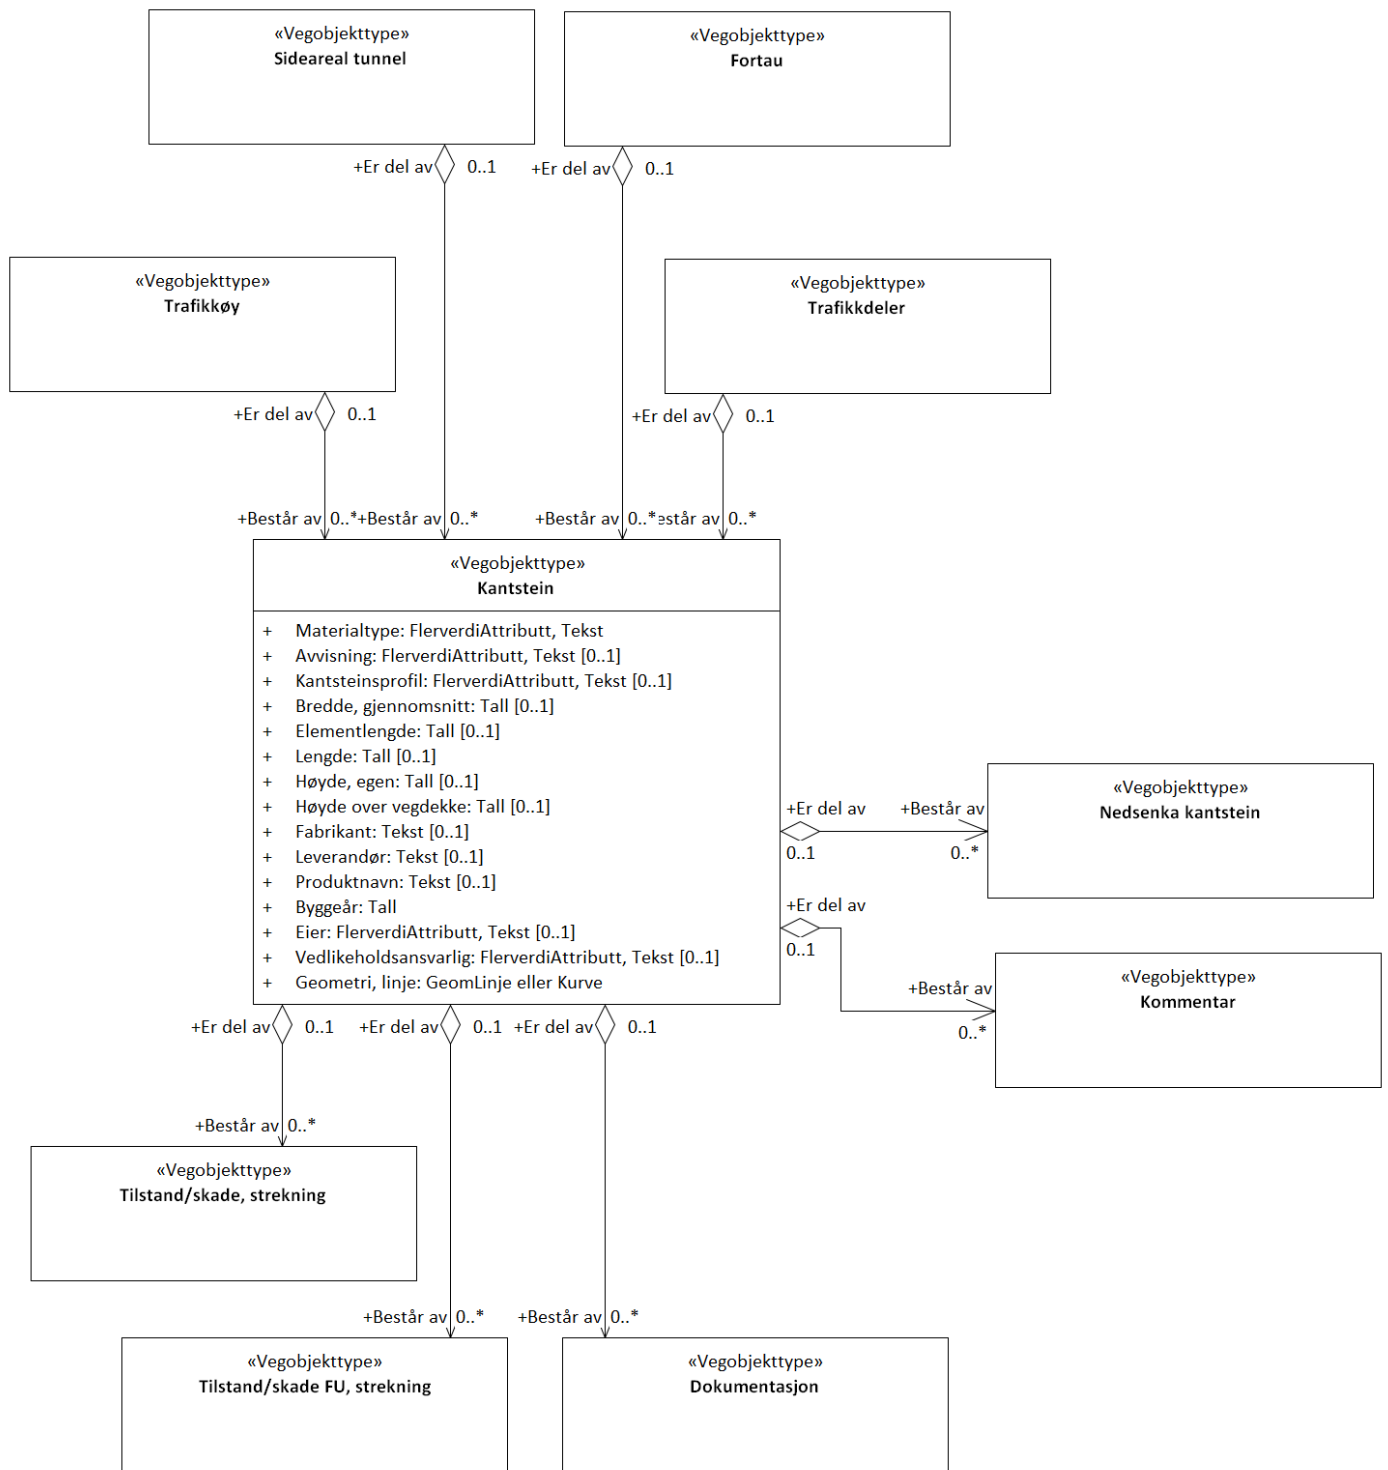 «Vegobjekttype»
Sideareal tunnel
«Vegobjekttype»
Fortau
+Er del av 0..1
+Er del av 0..1
«Vegobjekttype»
Trafikkøy
«Vegobjekttype»
Trafikkdeler
+Er del av 0..1
+Er del av 0..1
+Består av 0..*
+Består av 0..*
+Består av 0..*
står av 0..*
«Vegobjekttype»
Kantstein
+ Materialtype: FlerverdiAttributt, Tekst
+ Avvisning: FlerverdiAttributt, Tekst [0..1]
+ Kantsteinsprofil: FlerverdiAttributt, Tekst [0..1]
+ Bredde, gjennomsnitt: Tall [0..1]
+ Elementlengde: Tall [0..1]
+ Lengde: Tall [0..1]
+ Høyde, egen: Tall [0..1]
+ Høyde over vegdekke: Tall [0..1]
+ Fabrikant: Tekst [0..1]
+ Leverandør: Tekst [0..1]
+ Produktnavn: Tekst [0..1]
+ Byggeår: Tall
+ Eier: FlerverdiAttributt, Tekst [0..1]
+ Vedlikeholdsansvarlig: FlerverdiAttributt, Tekst [0..1]
+ Geometri, linje: GeomLinje eller Kurve
+Er del av
0..1
+Består av
0..*
«Vegobjekttype»
Nedsenka kantstein
+Er del av
0..1
+Består av
0..*
«Vegobjekttype»
Kommentar
+Er del av 0..1
+Er del av 0..1
+Er del av 0..1
+Består av 0..*
«Vegobjekttype»
Tilstand/skade, strekning
+Består av 0..*
+Består av 0..*
«Vegobjekttype»
Tilstand/skade FU, strekning
«Vegobjekttype»
Dokumentasjon